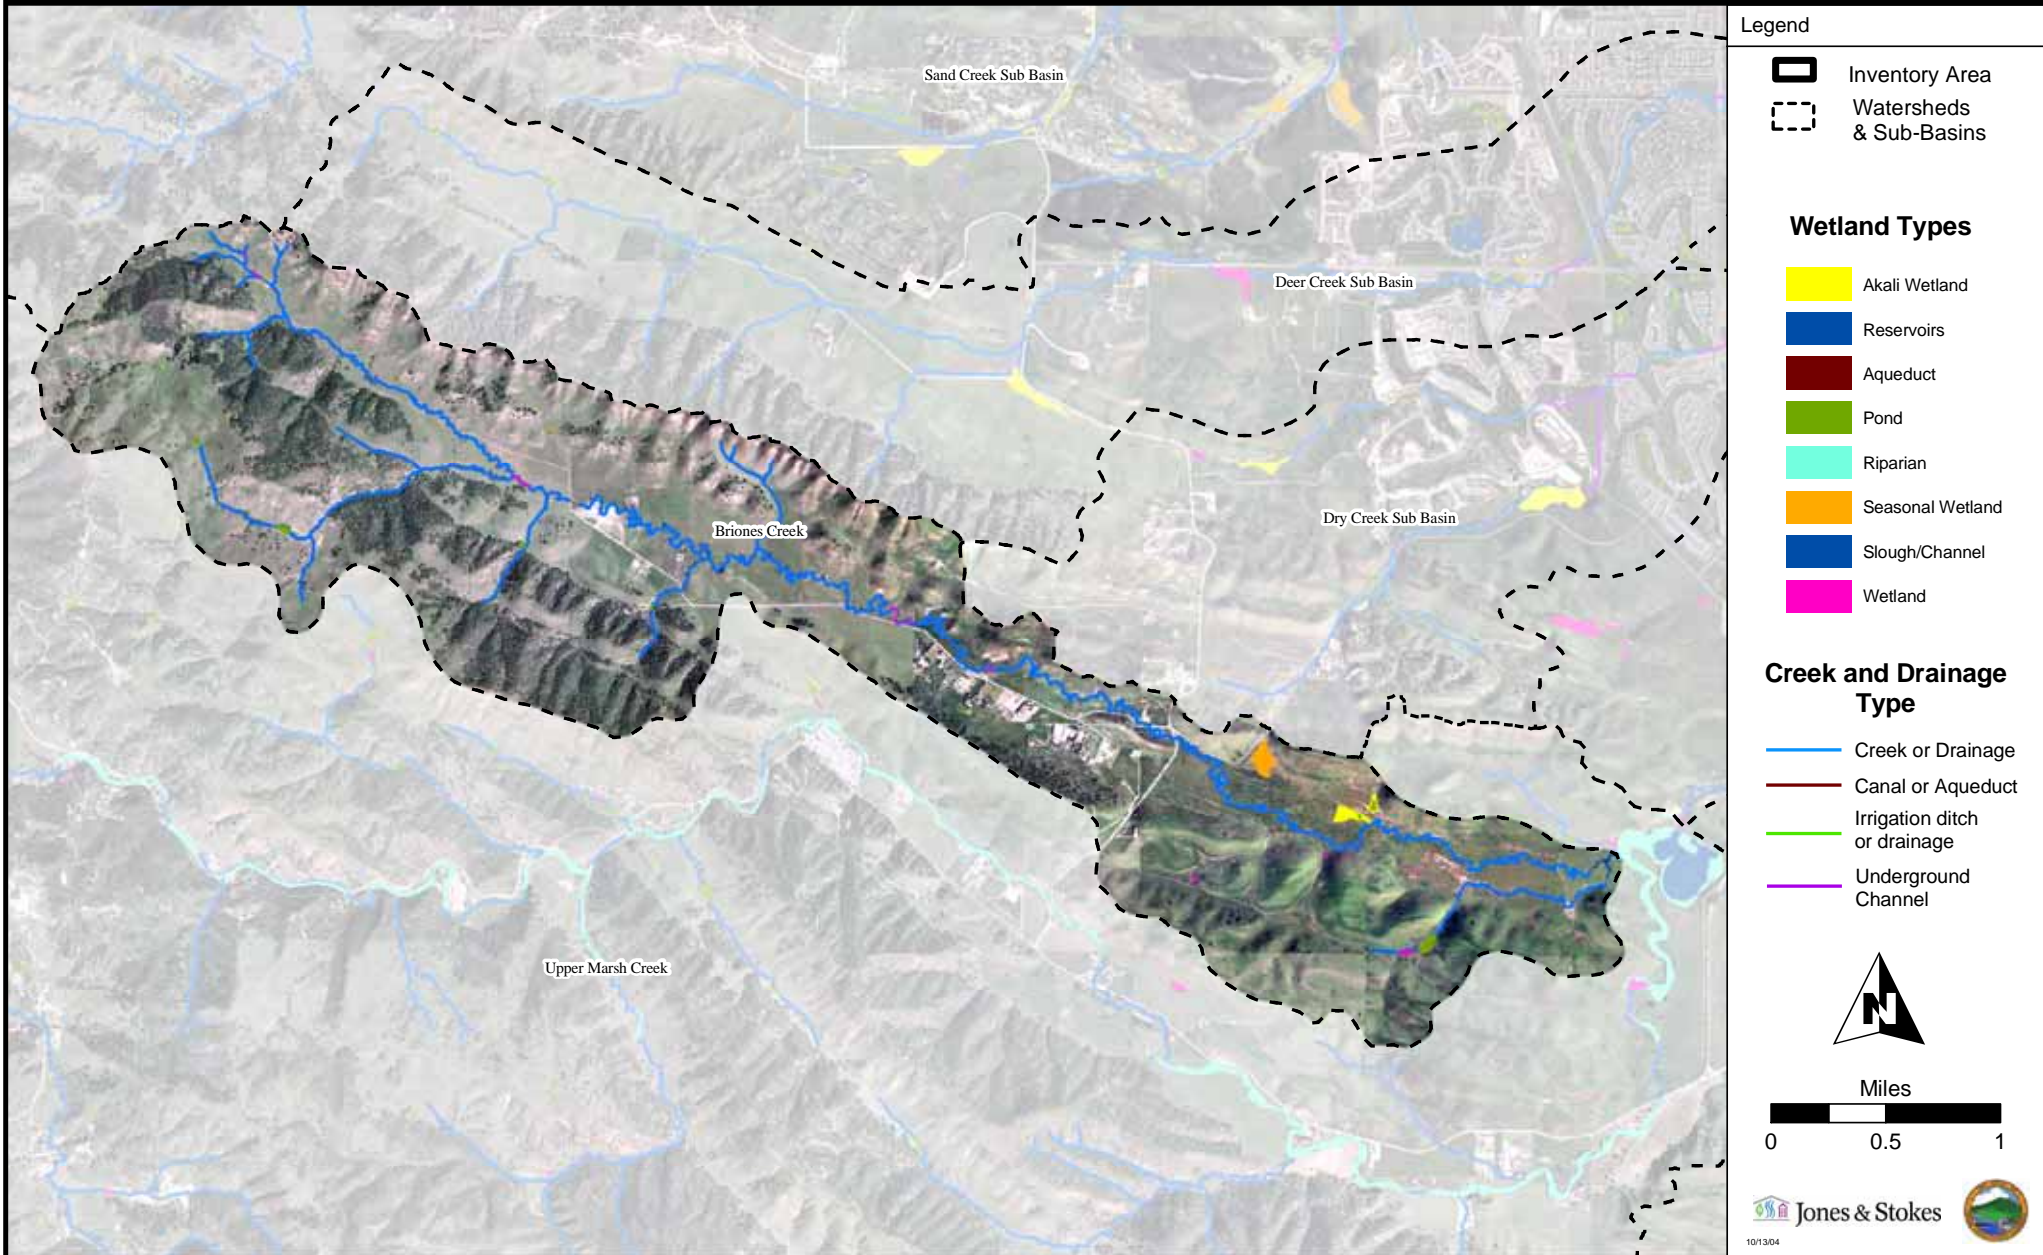 Sand Creek Sub Basin
Deer Creek Sub Basin
Dry Creek Sub Basin
Briones Creek
Upper Marsh Creek
Legend
Inventory Area
Watersheds
& Sub-Basins
Wetland Types
Akali Wetland
Reservoirs
Aqueduct
Pond
Riparian
Seasonal Wetland
Slough/Channel
Wetland
Creek and Drainage
Type
Creek or Drainage
Canal or Aqueduct
Irrigation ditch
or drainage
Underground
Channel
N
Miles
0 0.5 1
Jones & Stokes
10/13/04